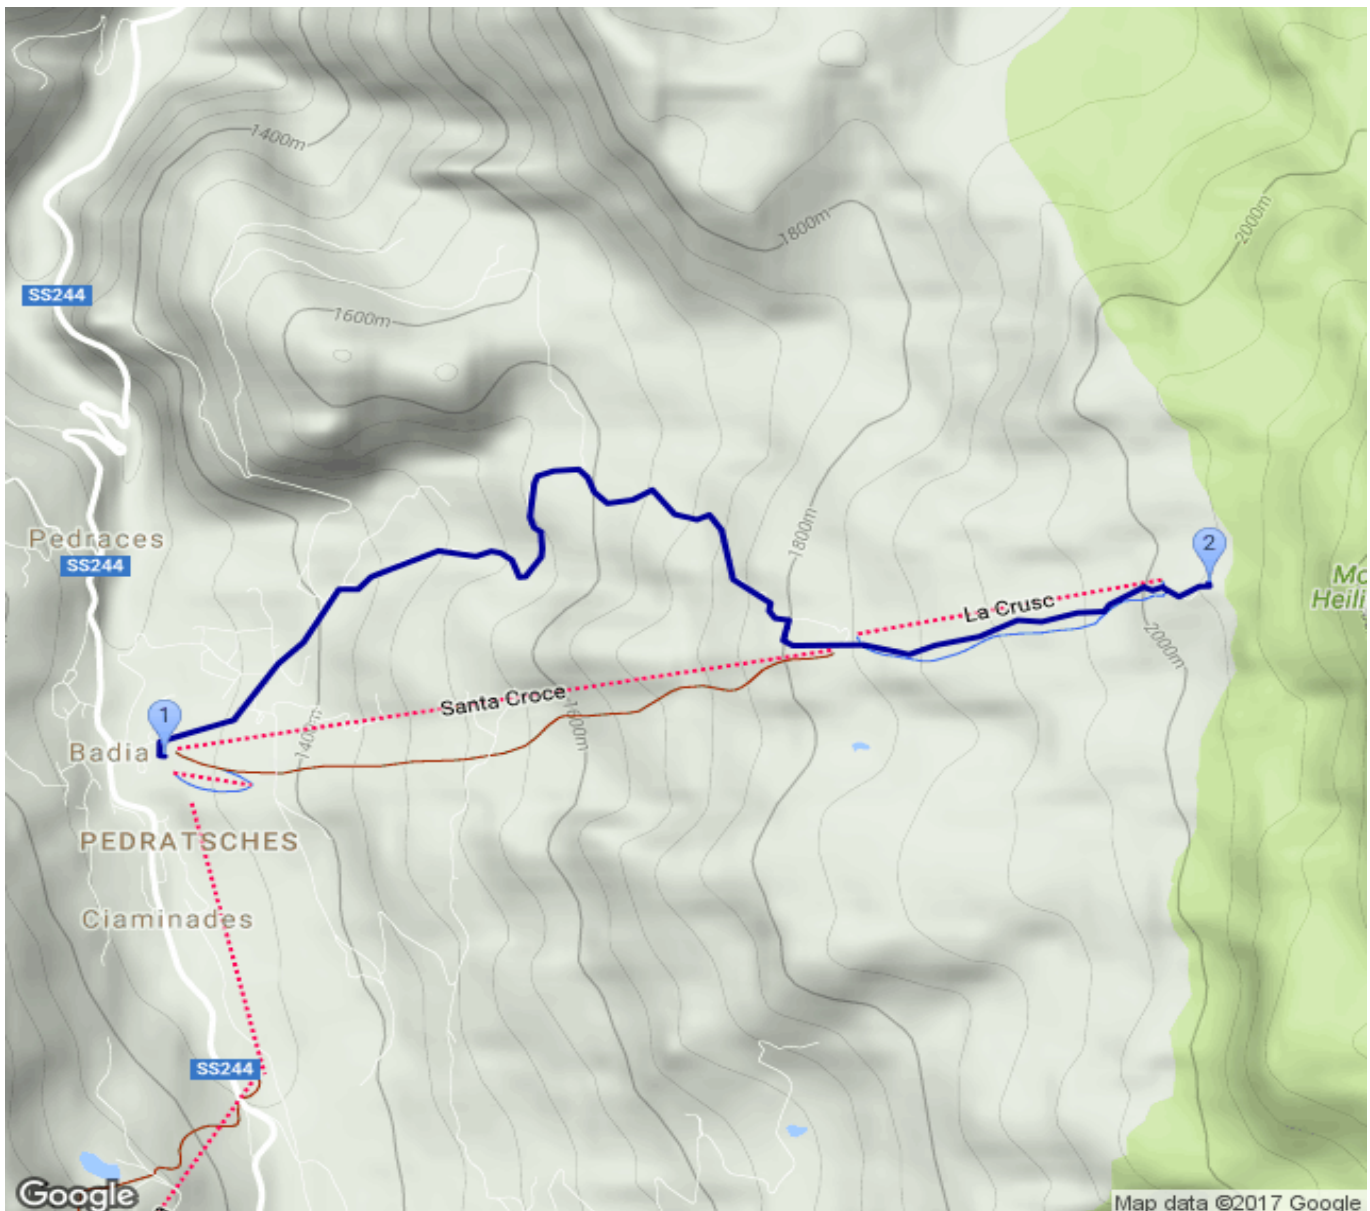 1400m
1800m
2000m
SS244
1600m
Pedraces
SS244
1800m
2
Mo
Heili
La Crusc
2000m
Santa Croce
1
1400m
1600m
Badia
PEDRATSCHES
Ciaminades
SS244
Google
Map data ©2017 Google